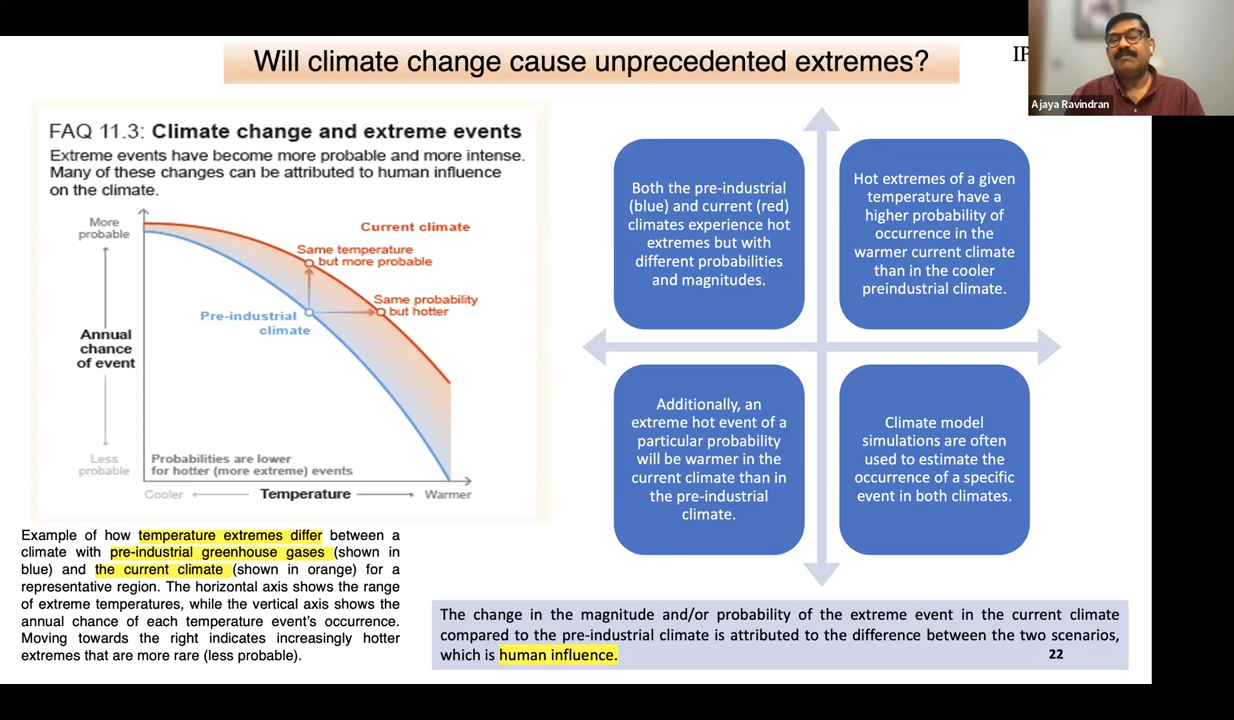 Will climate change cause unprecedented extremes?
IP
Ajaya Ravindran
FAQ 11.3: Climate change and extreme events
Extreme events have become more probable and more intense.
Many of these changes can be attributed to human influence
on the climate.
More
probable
Annual
chance
of event
Less
probable
Current climate
Same temperature
but more probable
Same probability
but hotter
Pre-industrial
climate
Probabilities are lower
for hotter (more extreme) events
Cooler
Temperature
Warmer
Example of how temperature extremes differ between a
climate with pre-industrial greenhouse gases (shown in
blue) and the current climate (shown in orange) for a
representative region. The horizontal axis shows the range
of extreme temperatures, while the vertical axis shows the
annual chance of each temperature event's occurrence.
Moving towards the right indicates increasingly hotter
extremes that are more rare (less probable).
Both the pre-industrial
(blue) and current (red)
climates experience hot
extremes but with
different probabilities
and magnitudes.
Hot extremes of a given
temperature have a
higher probability of
occurrence in the
warmer current climate
than in the cooler
preindustrial climate.
Additionally, an
extreme hot event of a
particular probability
will be warmer in the
current climate than in
the pre-industrial
climate.
Climate model
simulations are often
used to estimate the
occurrence of a specific
event in both climates.
The change in the magnitude and/or probability of the extreme event in the current climate
compared to the pre-industrial climate is attributed to the difference between the two scenarios,
which is human influence.
22